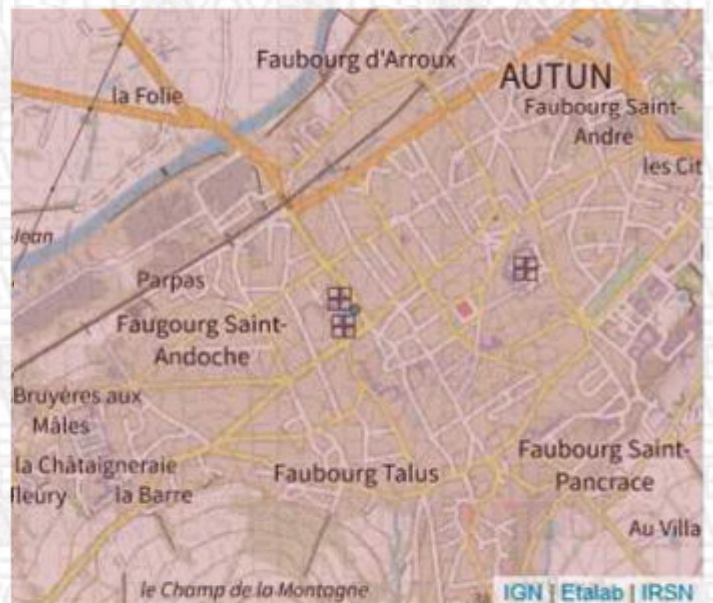 Faubourg d'Arroux
AUTUN
la Folie
Faubourg Saint-
Andre
les Cit
Jean
Parpas
Faugourg Saint-
Andoche
Bruyères aux
Mâles
la Châtaigneraie
fleury
la Barre
Faubourg Talus
Faubourg Saint-
Pancrace
Au Villa
le Champ de la Montagne
IGN | Etalab | IRSN